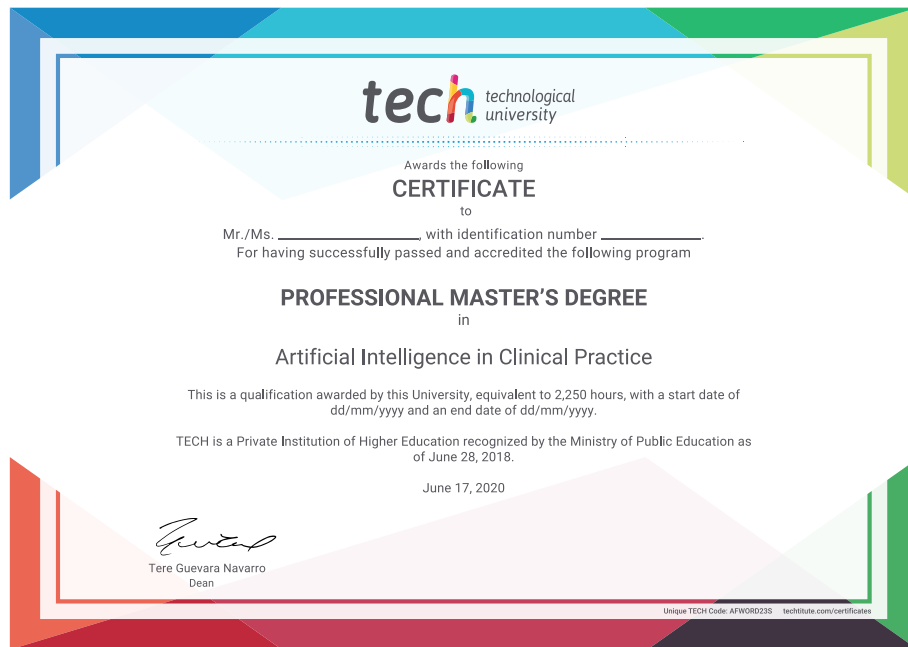 tech technological
university
Awards the following
CERTIFICATE
to
Mr./Ms. ____________, with identification number ____________.
For having successfully passed and accredited the following program
PROFESSIONAL MASTER'S DEGREE
in
Artificial Intelligence in Clinical Practice
This is a qualification awarded by this University, equivalent to 2,250 hours, with a start date of
dd/mm/yyyy and an end date of dd/mm/yyyy.
TECH is a Private Institution of Higher Education recognized by the Ministry of Public Education as
of June 28, 2018.
June 17, 2020
Tere Guevara Navarro
Dean
Unique TECH Code: AFWORD23S techtitute.com/certificates